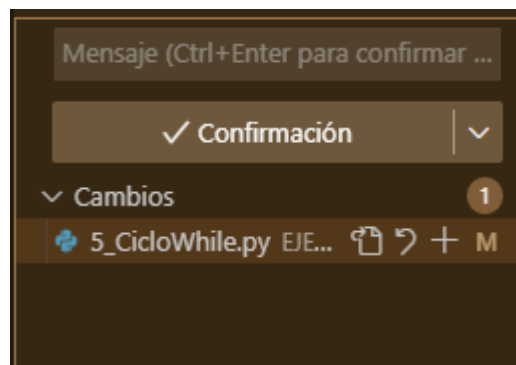 Mensaje (Ctrl+Enter para confirmar ...
Confirmación
Cambios 1
5_CicloWhile.py EJE... M